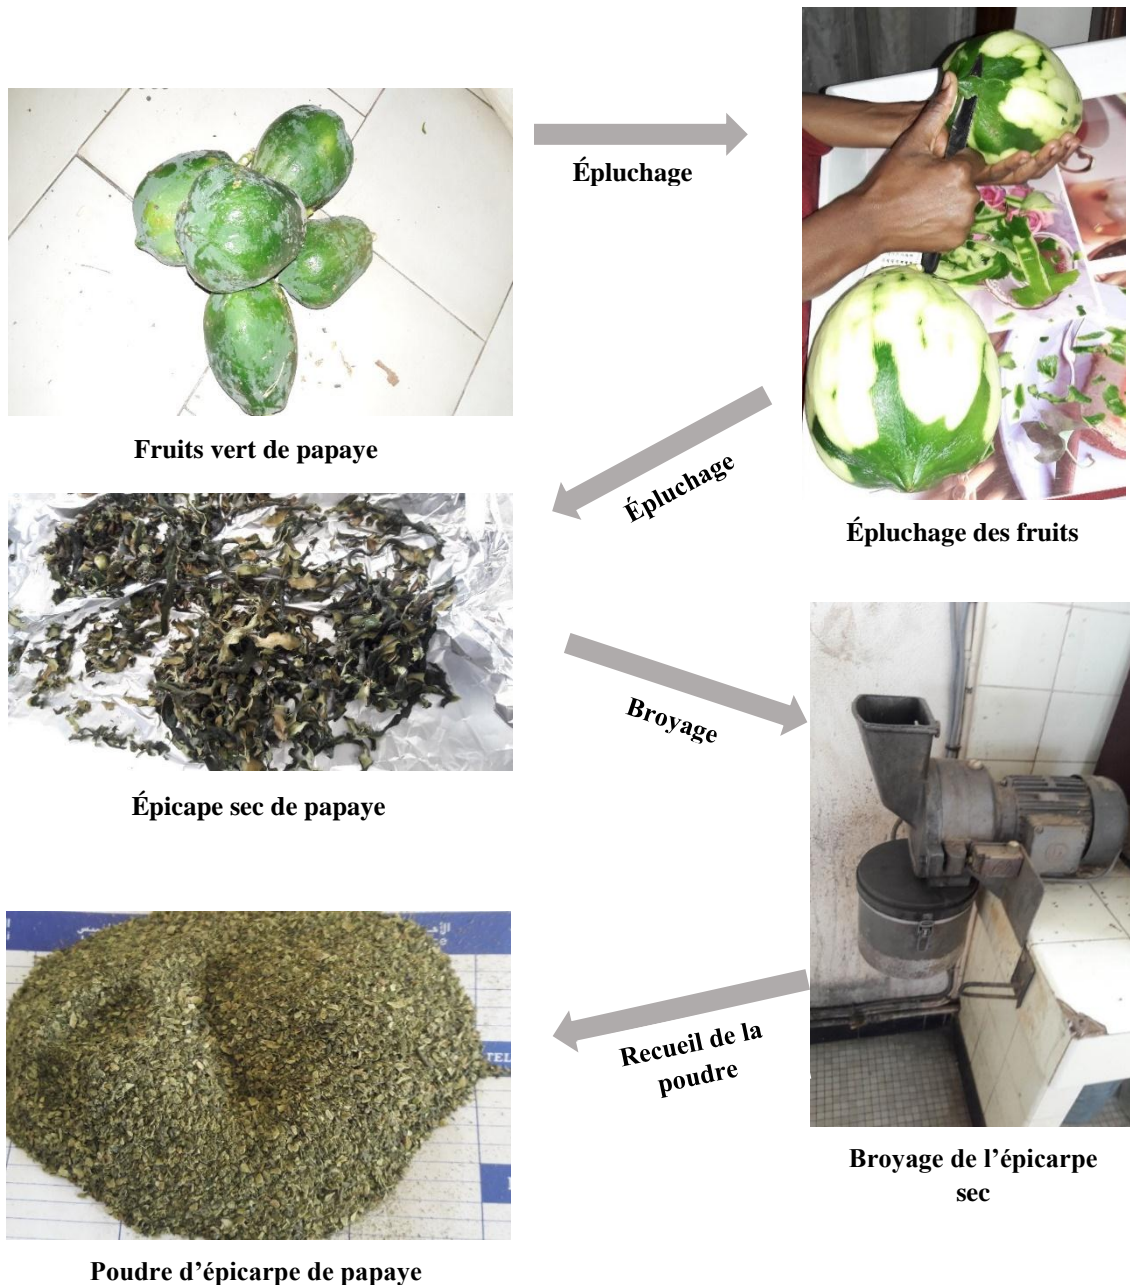 Épluchage
Fruits vert de papaye
Épluchage
Épluchage des fruits
Épicape sec de papaye
Broyage
Broyage de l’épicarpe
sec
Recueil de la
poudre
Poudre d’épicarpe de papaye